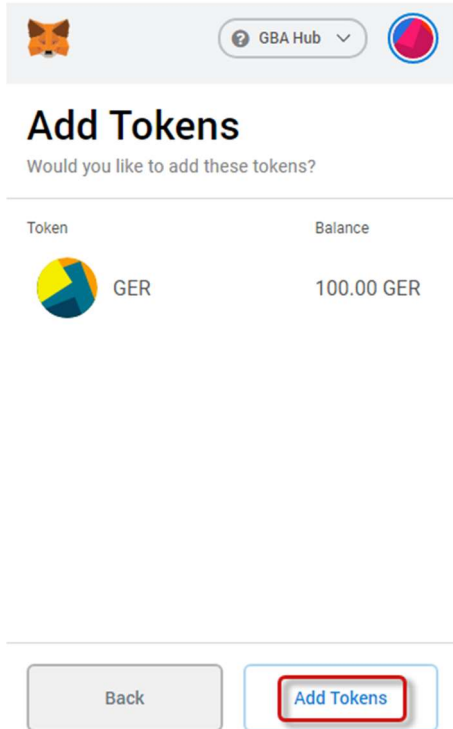 GBA Hub
Add Tokens
Would you like to add these tokens?
Token Balance
GER 100.00 GER
Back Add Tokens